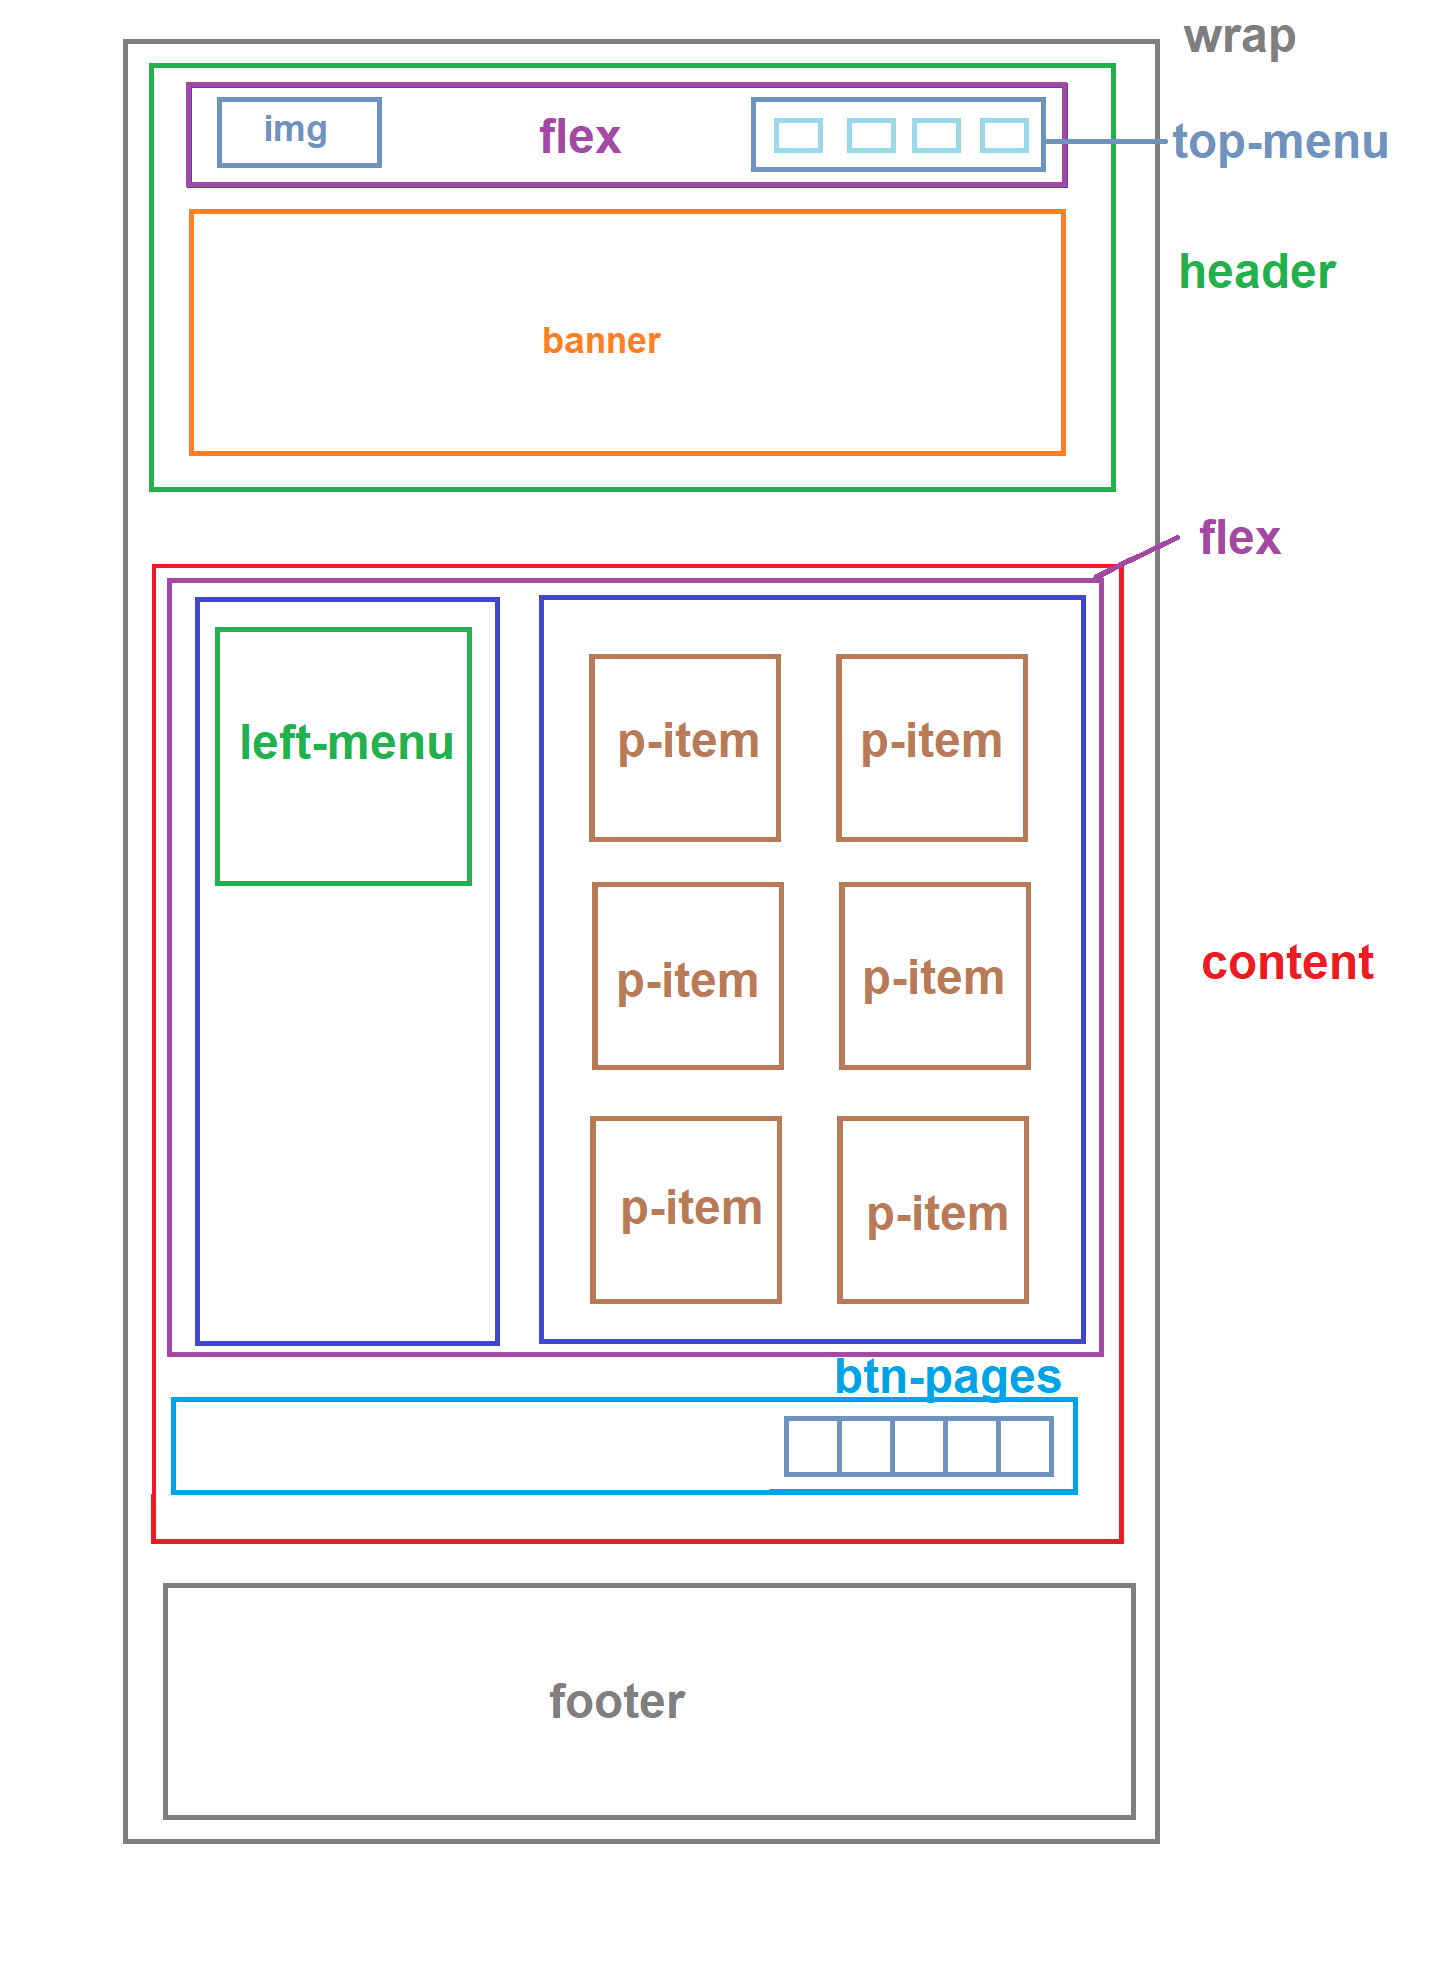 wrap
img
flex
top-menu
header
banner
flex
left-menu
p-item
p-item
content
p-item
p-item
p-item
p-item
btn-pages
footer